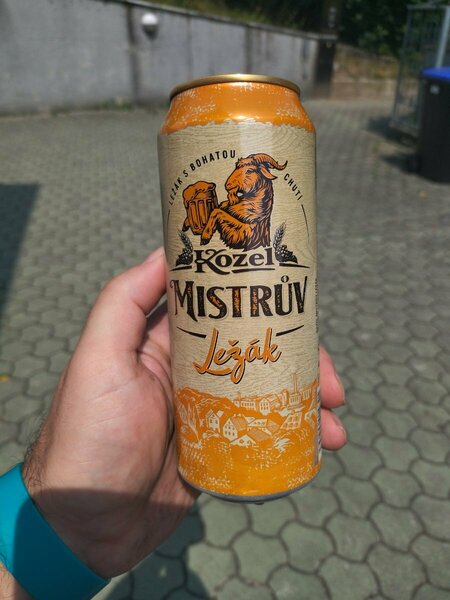 LEŽÁK S BOHATOU CHUTÍ
Kozel
MISTRŮV
Ležák